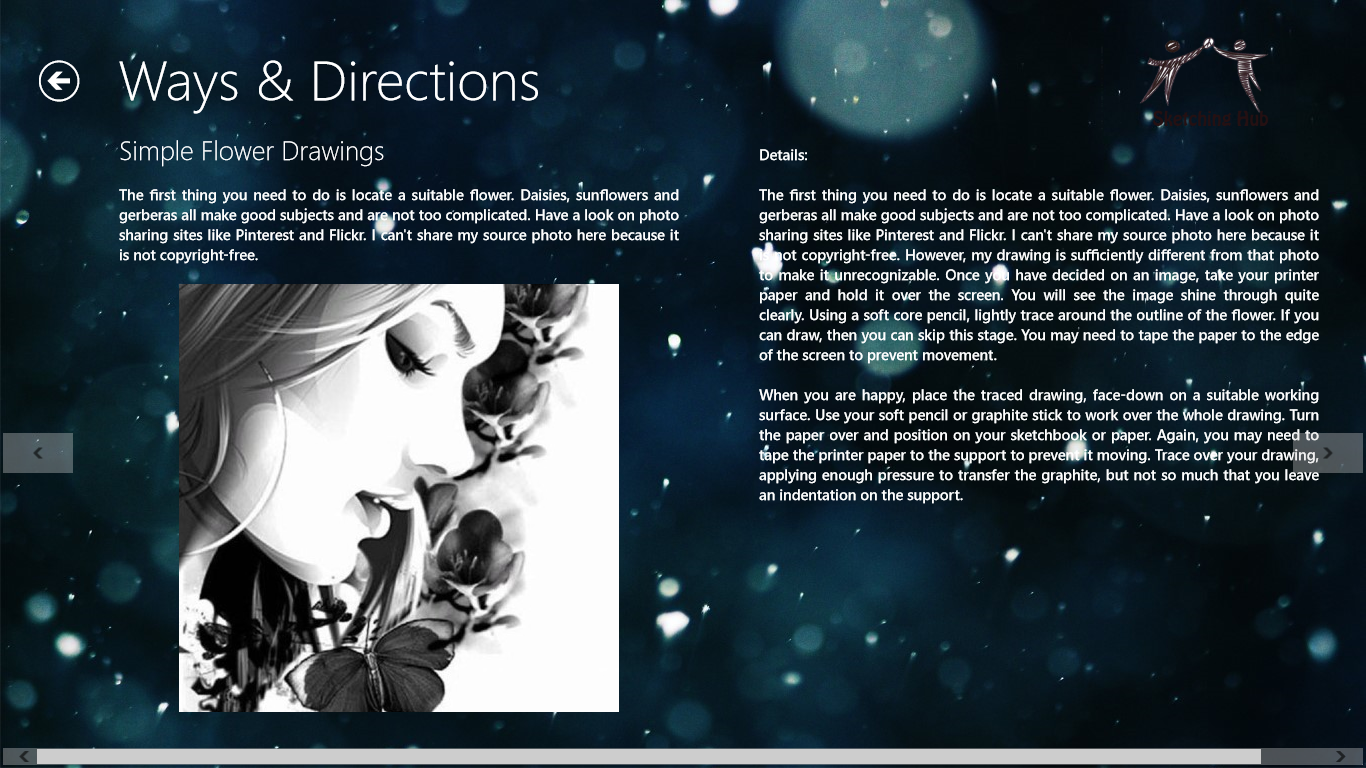 Ways & Directions
Sketching Hub
Simple Flower Drawings
The first thing you need to do is locate a suitable flower. Daisies, sunflowers and
gerberas all make good subjects and are not too complicated. Have a look on photo
sharing sites like Pinterest and Flickr. I can't share my source photo here because it
is not copyright-free.
Details:
The first thing you need to do is locate a suitable flower. Daisies, sunflowers and
gerberas all make good subjects and are not too complicated. Have a look on photo
sharing sites like Pinterest and Flickr. I can't share my source photo here because it
is not copyright-free. However, my drawing is sufficiently different from that photo
to make it unrecognizable. Once you have decided on an image, take your printer
paper and hold it over the screen. You will see the image shine through quite
clearly. Using a soft core pencil, lightly trace around the outline of the flower. If you
can draw, then you can skip this stage. You may need to tape the paper to the edge
of the screen to prevent movement.
When you are happy, place the traced drawing, face-down on a suitable working
surface. Use your soft pencil or graphite stick to work over the whole drawing. Turn
the paper over and position on your sketchbook or paper. Again, you may need to
tape the printer paper to the support to prevent it moving. Trace over your drawing,
applying enough pressure to transfer the graphite, but not so much that you leave
an indentation on the support.